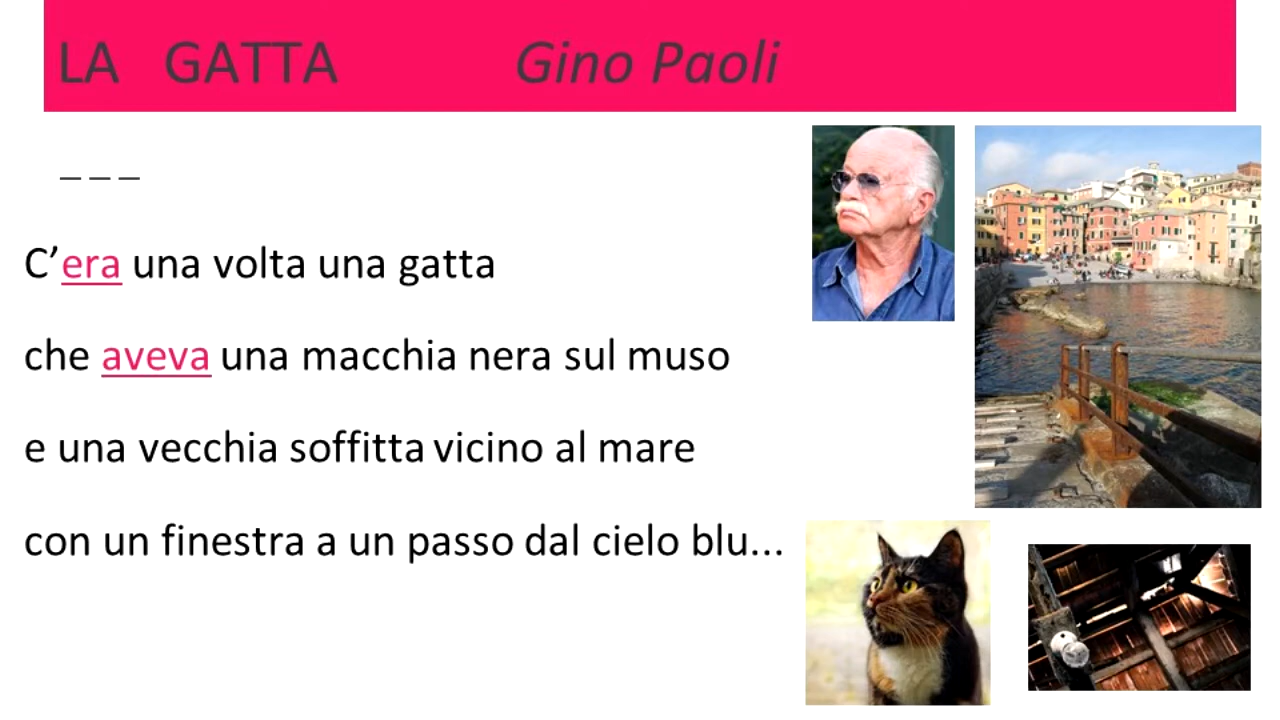 LA GATTA Gino Paoli
_ _ _
C’era una volta una gatta
che aveva una macchia nera sul muso
e una vecchia soffitta vicino al mare
con un finestra a un passo dal cielo blu...